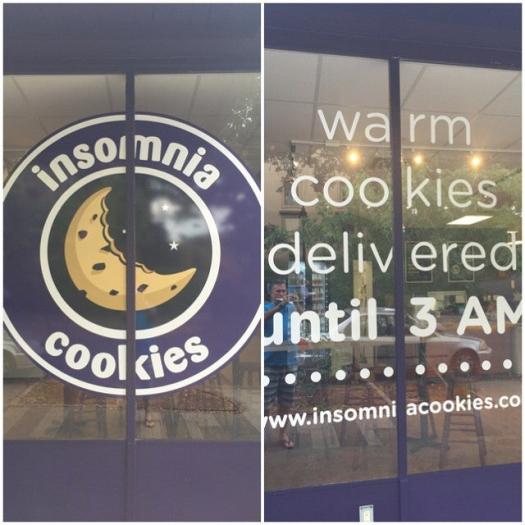 insomnia
cookies
warm
cookies
delivered
until 3 AM
www.insomniacookies.co